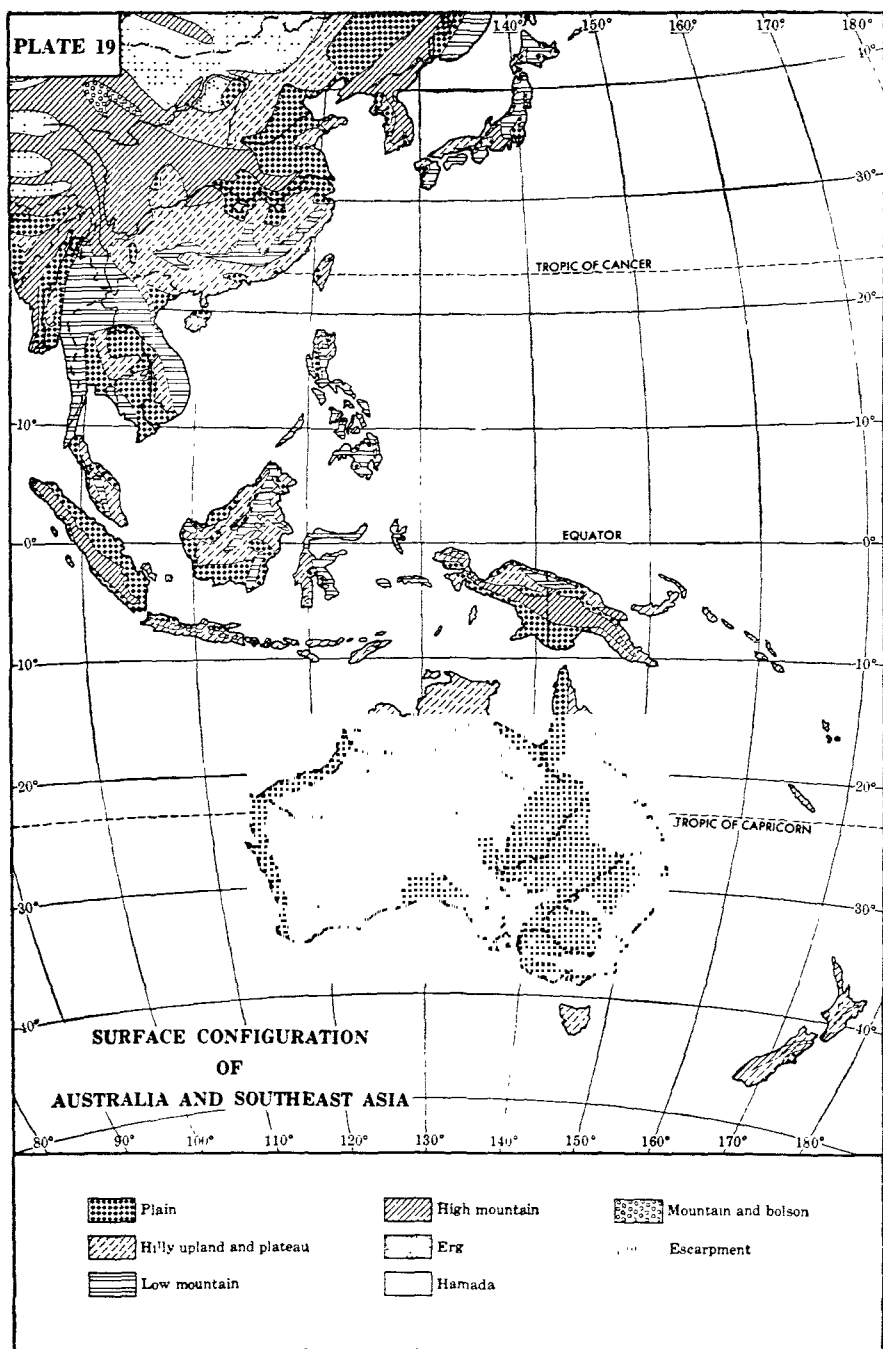 PLATE 19
140° 150° 160° 170° 180°
40°
30°
TROPIC OF CANCER
20°
10° 10°
EQUATOR
0° 0°
10° 10°
20° 20°
TROPIC OF CAPRICORN
30° 30°
40° 40°
SURFACE CONFIGURATION
OF
AUSTRALIA AND SOUTHEAST ASIA
80° 90° 100° 110° 120° 130° 140° 150° 160° 170° 180°
Plain
Hilly upland and plateau
Low mountain
High mountain
Erg
Hamada
Mountain and bolson
Escarpment